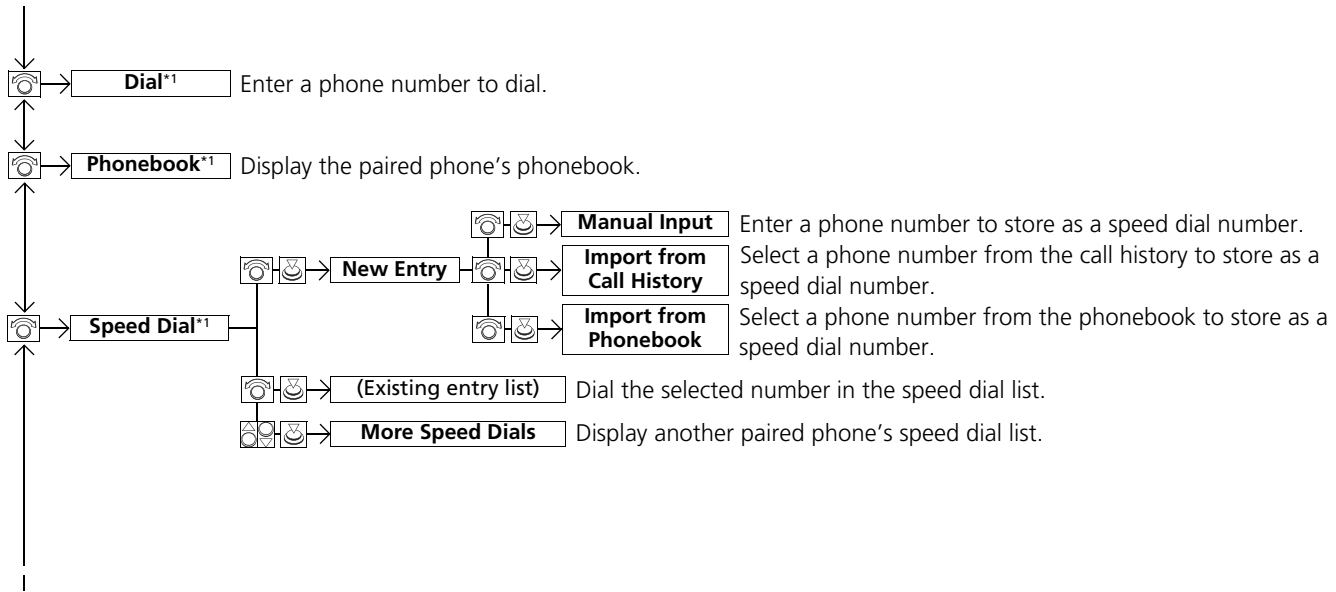 Dial*1 Enter a phone number to dial.
Phonebook*1 Display the paired phone’s phonebook.
Manual Input Enter a phone number to store as a speed dial number.
New Entry
Import from
Call History
Select a phone number from the call history to store as a
speed dial number.
Import from
Phonebook
Select a phone number from the phonebook to store as a
speed dial number.
Speed Dial*1
(Existing entry list) Dial the selected number in the speed dial list.
More Speed Dials Display another paired phone’s speed dial list.